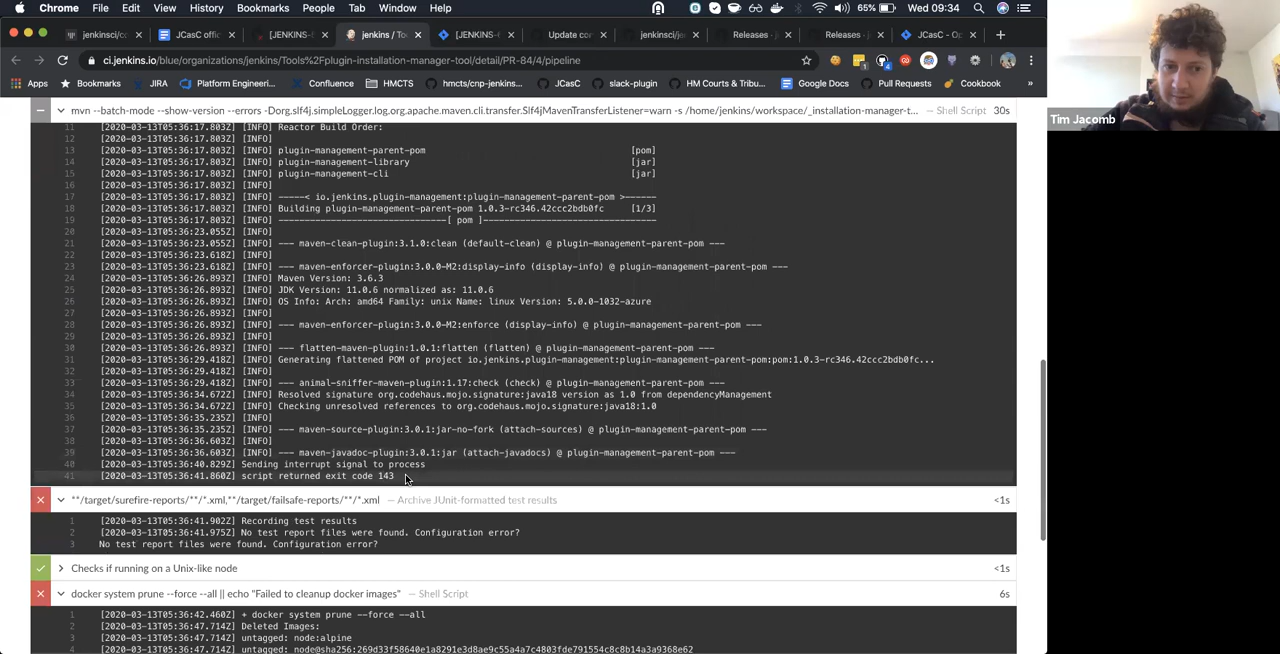 Chrome File Edit View History Bookmarks People Tab Window Help 65% Wed 09:34
jenkinsci/co JCasC offic [JENKINS-6 jenkins / To [JENKINS-6 Update co jenkinsci/je Releases · j Releases · j JCasC - Op
ci.jenkins.io/blue/organizations/jenkins/Tools%2Fplugin-installation-manager-tool/detail/PR-84/4/pipeline
Apps Bookmarks JIRA Platform Engineeri... Confluence HMCTS hmcts/cnp-jenkins... JCasC slack-plugin HM Courts & Tribu... Google Docs Pull Requests Cookbook
mvn --batch-mode --show-version --errors -Dorg.slf4j.simpleLogger.log.org.apache.maven.cli.transfer.Slf4jMavenTransferListener=warn -s /home/jenkins/workspace/_installation-manager-t... — Shell Script 30s
11 [2020-03-13T05:36:17.803Z] [INFO] Reactor Build Order:
12 [2020-03-13T05:36:17.803Z] [INFO]
13 [2020-03-13T05:36:17.803Z] [INFO] plugin-management-parent-pom [pom]
14 [2020-03-13T05:36:17.803Z] [INFO] plugin-management-library [jar]
15 [2020-03-13T05:36:17.803Z] [INFO] plugin-management-cli [jar]
16 [2020-03-13T05:36:17.803Z] [INFO]
17 [2020-03-13T05:36:17.803Z] [INFO] -----< io.jenkins.plugin-management:plugin-management-parent-pom >------
18 [2020-03-13T05:36:17.803Z] [INFO] Building plugin-management-parent-pom 1.0.3-rc346.42ccc2bdb0fc [1/3]
19 [2020-03-13T05:36:17.803Z] [INFO] --------------------------------[ pom ]---------------------------------
20 [2020-03-13T05:36:23.055Z] [INFO]
21 [2020-03-13T05:36:23.055Z] [INFO] --- maven-clean-plugin:3.1.0:clean (default-clean) @ plugin-management-parent-pom ---
22 [2020-03-13T05:36:23.618Z] [INFO]
23 [2020-03-13T05:36:23.618Z] [INFO] --- maven-enforcer-plugin:3.0.0-M2:display-info (display-info) @ plugin-management-parent-pom ---
24 [2020-03-13T05:36:26.893Z] [INFO] Maven Version: 3.6.3
25 [2020-03-13T05:36:26.893Z] [INFO] JDK Version: 11.0.6 normalized as: 11.0.6
26 [2020-03-13T05:36:26.893Z] [INFO] OS Info: Arch: amd64 Family: unix Name: linux Version: 5.0.0-1032-azure
27 [2020-03-13T05:36:26.893Z] [INFO]
28 [2020-03-13T05:36:26.893Z] [INFO] --- maven-enforcer-plugin:3.0.0-M2:enforce (display-info) @ plugin-management-parent-pom ---
29 [2020-03-13T05:36:26.893Z] [INFO]
30 [2020-03-13T05:36:26.893Z] [INFO] --- flatten-maven-plugin:1.0.1:flatten (flatten) @ plugin-management-parent-pom ---
31 [2020-03-13T05:36:29.418Z] [INFO] Generating flattened POM of project io.jenkins.plugin-management:plugin-management-parent-pom:pom:1.0.3-rc346.42ccc2bdb0fc...
32 [2020-03-13T05:36:29.418Z] [INFO]
33 [2020-03-13T05:36:29.418Z] [INFO] --- animal-sniffer-maven-plugin:1.17:check (check) @ plugin-management-parent-pom ---
34 [2020-03-13T05:36:34.672Z] [INFO] Resolved signature org.codehaus.mojo.signature:java18 version as 1.0 from dependencyManagement
35 [2020-03-13T05:36:34.672Z] [INFO] Checking unresolved references to org.codehaus.mojo.signature:java18:1.0
36 [2020-03-13T05:36:35.235Z] [INFO]
37 [2020-03-13T05:36:35.235Z] [INFO] --- maven-source-plugin:3.0.1:jar-no-fork (attach-sources) @ plugin-management-parent-pom ---
38 [2020-03-13T05:36:36.603Z] [INFO]
39 [2020-03-13T05:36:36.603Z] [INFO] --- maven-javadoc-plugin:3.0.1:jar (attach-javadocs) @ plugin-management-parent-pom ---
40 [2020-03-13T05:36:40.829Z] Sending interrupt signal to process
41 [2020-03-13T05:36:41.860Z] script returned exit code 143
**/target/surefire-reports/**/*.xml,**/target/failsafe-reports/**/*.xml — Archive JUnit-formatted test results <1s
1 [2020-03-13T05:36:41.902Z] Recording test results
2 [2020-03-13T05:36:41.975Z] No test report files were found. Configuration error?
3 No test report files were found. Configuration error?
Checks if running on a Unix-like node <1s
docker system prune --force --all || echo "Failed to cleanup docker images" — Shell Script 6s
1 [2020-03-13T05:36:42.460Z] + docker system prune --force --all
2 [2020-03-13T05:36:47.714Z] Deleted Images:
3 [2020-03-13T05:36:47.714Z] untagged: node:alpine
4 [2020-03-13T05:36:47.714Z] untagged: node@sha256:269d33f58640e1a8291e3d8ae9c55a4a7c4803fde791554c8c8b14a3a9368e62
Tim Jacomb